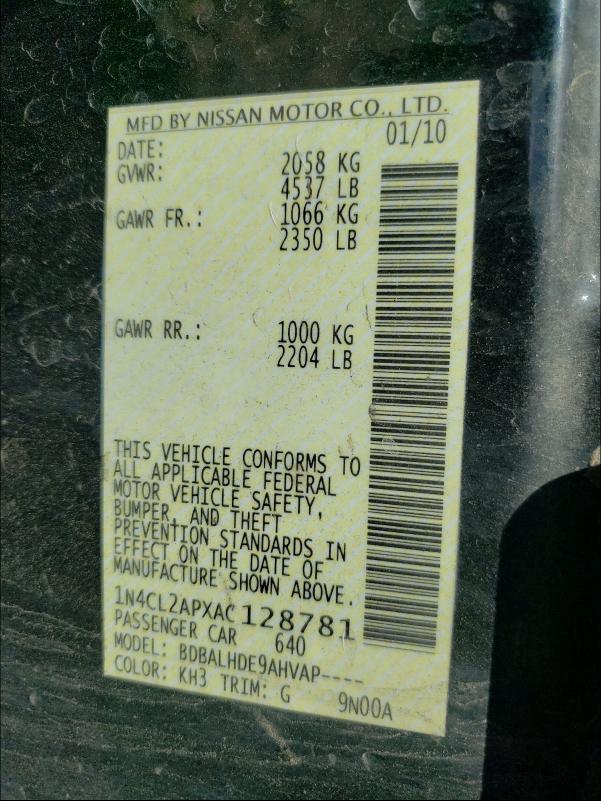 MFD BY NISSAN MOTOR CO., LTD.
DATE: 01/10
GVWR: 2058 KG
4537 LB
GAWR FR.: 1066 KG
2350 LB
GAWR RR.: 1000 KG
2204 LB
THIS VEHICLE CONFORMS TO
ALL APPLICABLE FEDERAL
MOTOR VEHICLE SAFETY,
BUMPER, AND THEFT
PREVENTION STANDARDS IN
EFFECT ON THE DATE OF
MANUFACTURE SHOWN ABOVE.
1N4CL2APXAC128781
PASSENGER CAR 640
MODEL: BDBALHDE9AHVAP----
COLOR: KH3 TRIM: G 9N00A